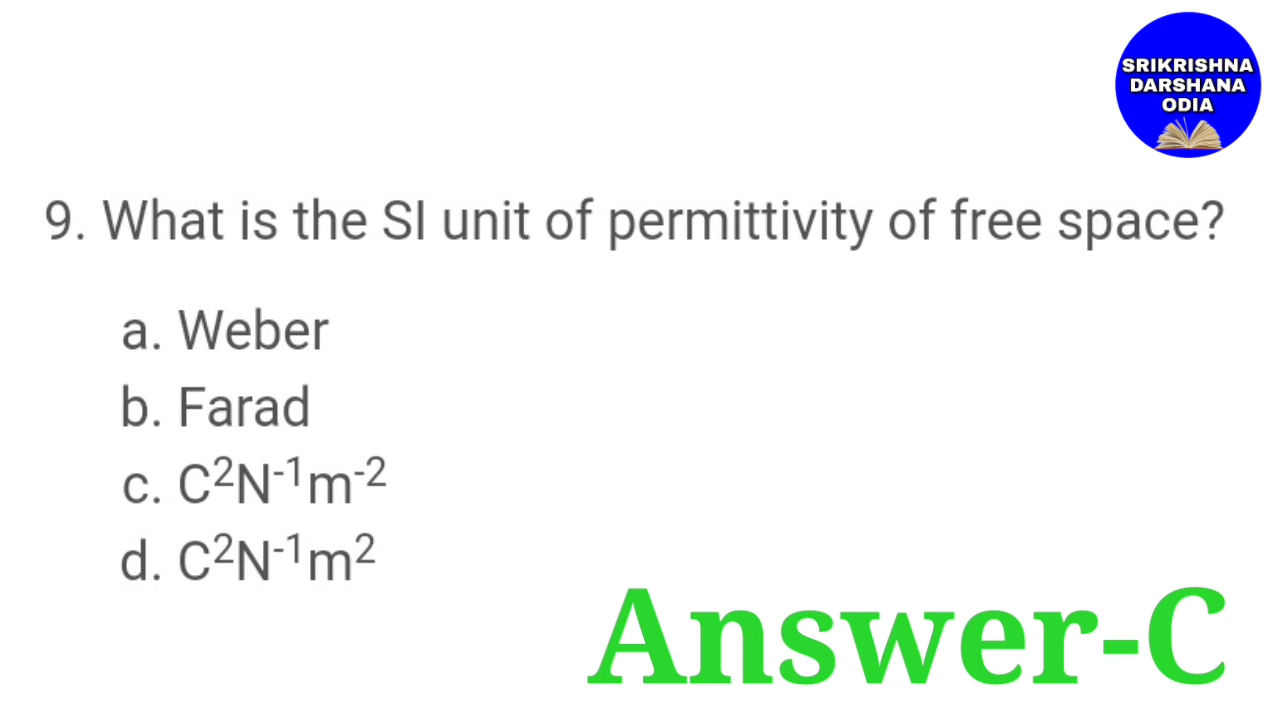 SRIKRISHNA
DARSHANA
ODIA
9. What is the SI unit of permittivity of free space?
a. Weber
b. Farad
c. C²N⁻¹m⁻²
d. C²N⁻¹m²
Answer-C